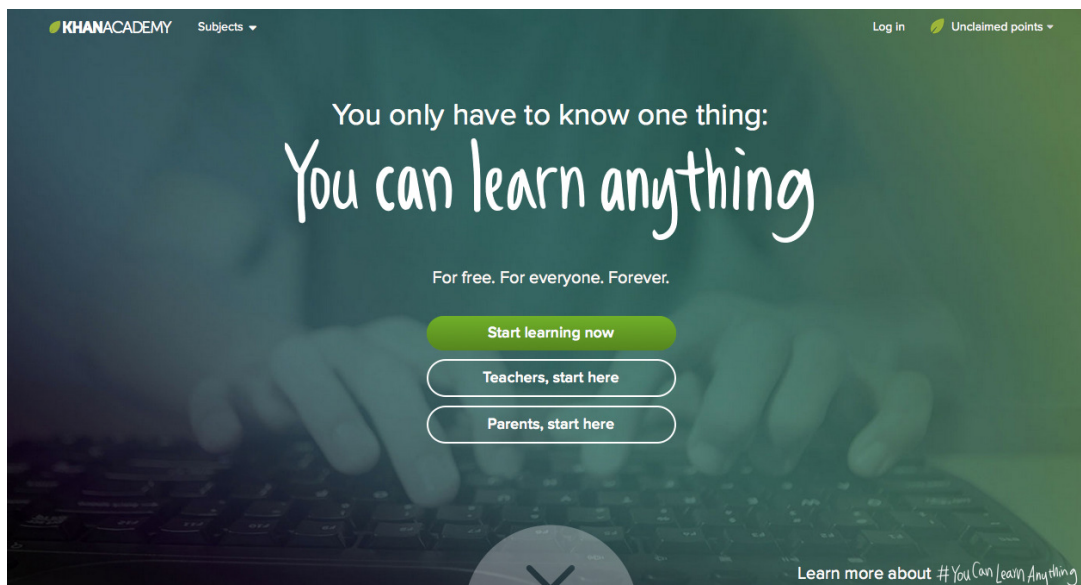 KHANACADEMY Subjects Log in Unclaimed points
You only have to know one thing:
You can learn anything
For free. For everyone. Forever.
Start learning now
Teachers, start here
Parents, start here
Learn more about #YouCanLearnAnything